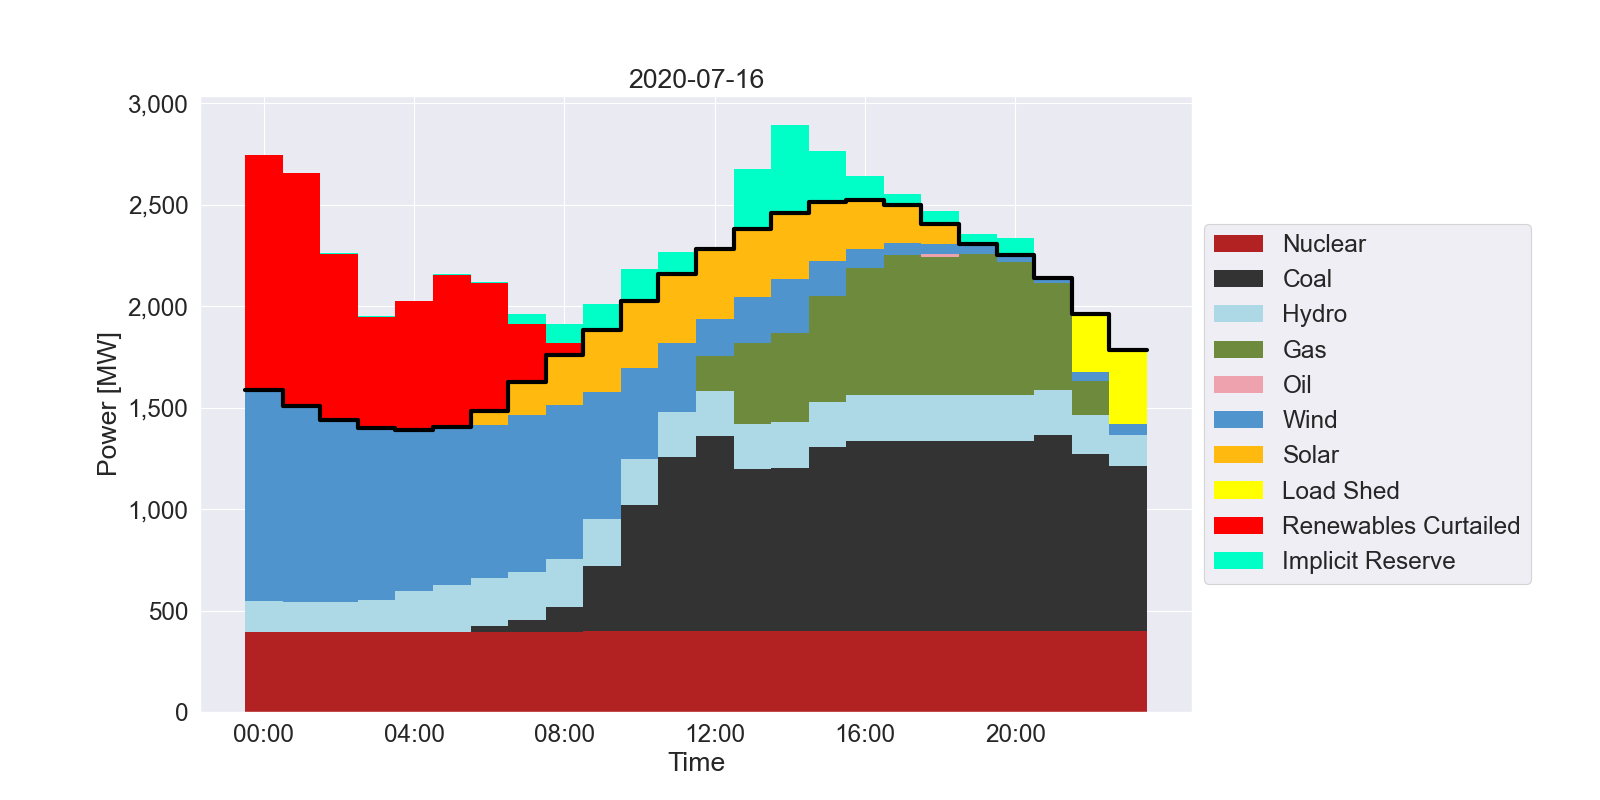 2020-07-16
3,000
2,500
2,000
1,500
1,000
500
0
Power [MW]
00:00 04:00 08:00 12:00 16:00 20:00
Time
Nuclear
Coal
Hydro
Gas
Oil
Wind
Solar
Load Shed
Renewables Curtailed
Implicit Reserve